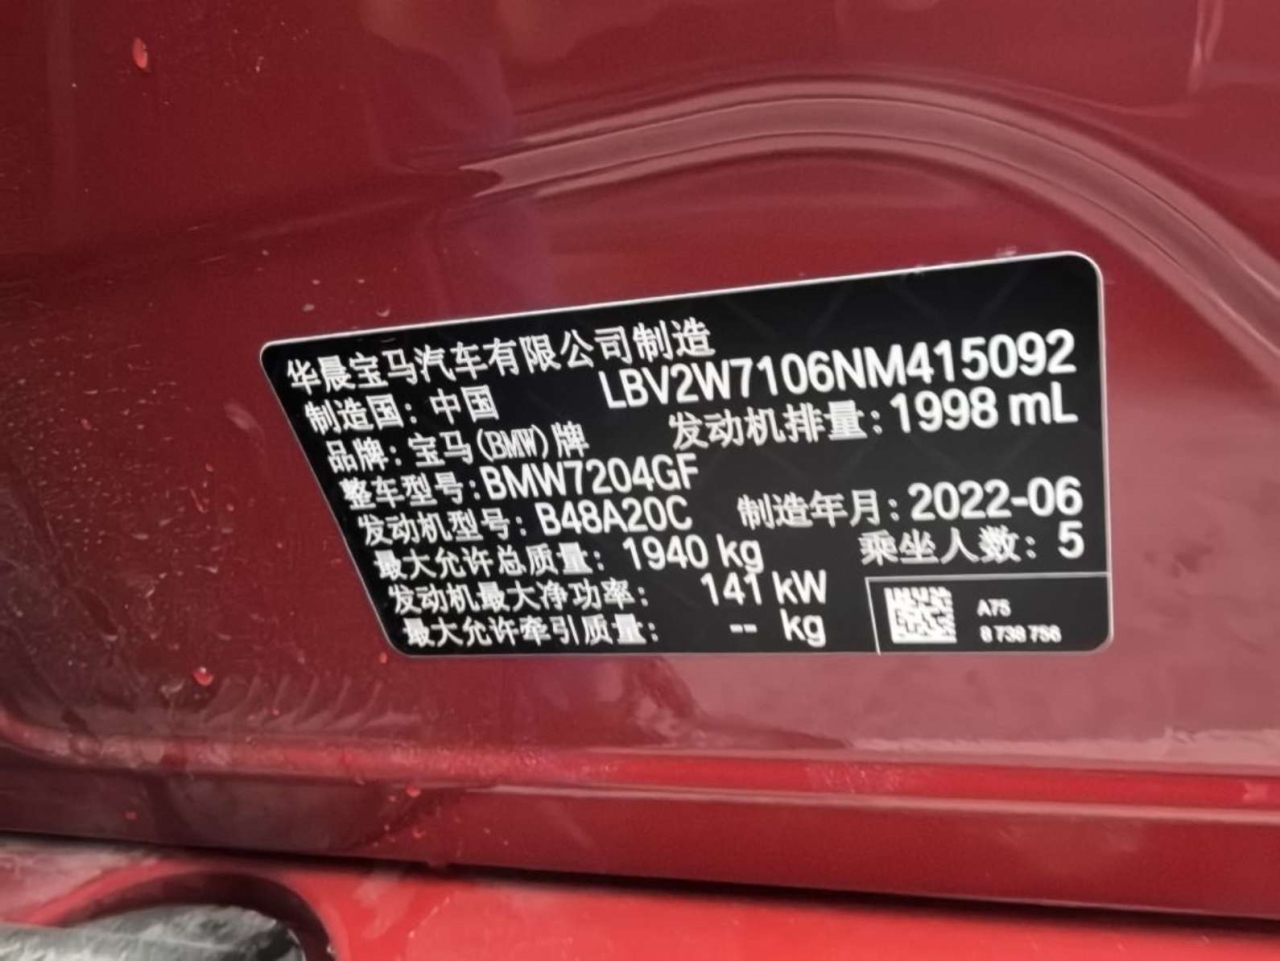 华晨宝马汽车有限公司制造
制造国: 中国 LBV2W7106NM415092
品牌: 宝马(BMW)牌 发动机排量: 1998 mL
整车型号: BMW7204GF
发动机型号: B48A20C 制造年月: 2022-06
最大允许总质量: 1940 kg 乘坐人数: 5
发动机最大净功率: 141 kW
最大允许牵引质量: -- kg
A75
8 738 756